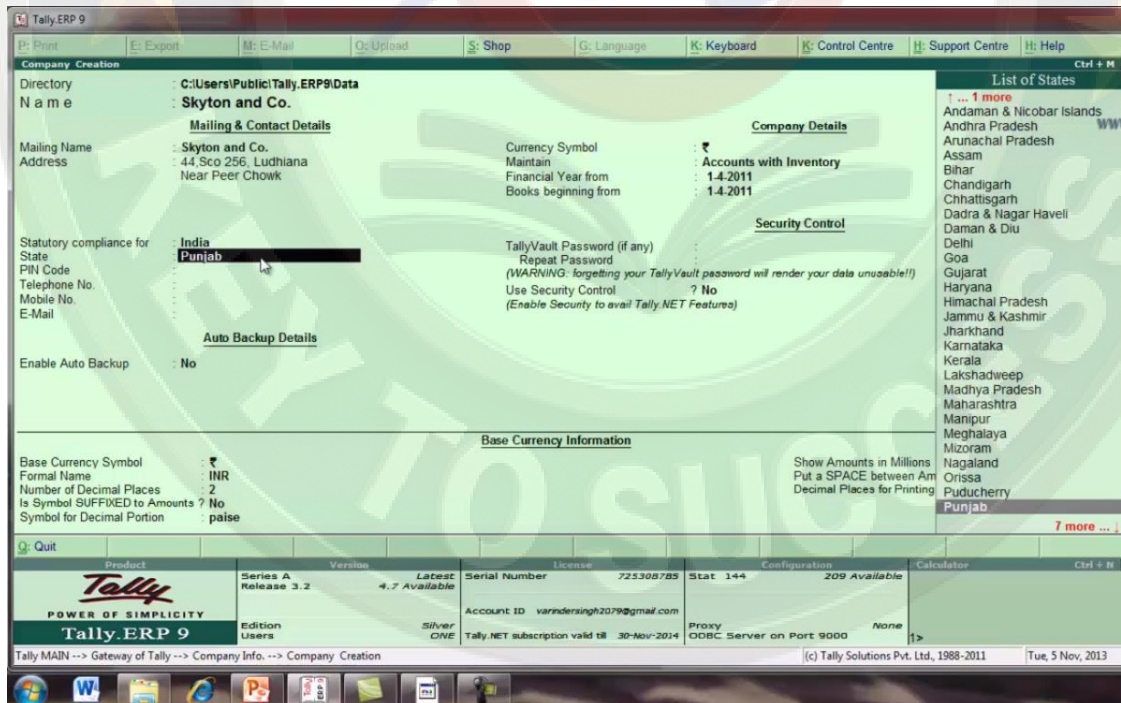 Tally.ERP 9
P: Print E: Export M: E-Mail O: Upload S: Shop G: Language K: Keyboard K: Control Centre H: Support Centre H: Help
Company Creation Ctrl + M
Directory : C:\Users\Public\Tally.ERP9\Data
Name : Skyton and Co.
Mailing & Contact Details
Mailing Name : Skyton and Co.
Address : 44,Sco 256, Ludhiana
Near Peer Chowk
Statutory compliance for : India
State : Punjab
PIN Code :
Telephone No. :
Mobile No. :
E-Mail :
Auto Backup Details
Enable Auto Backup : No
Company Details
Currency Symbol : ₹
Maintain : Accounts with Inventory
Financial Year from : 1-4-2011
Books beginning from : 1-4-2011
Security Control
TallyVault Password (if any) :
Repeat Password :
(WARNING: forgetting your TallyVault password will render your data unusable!!)
Use Security Control ? No
(Enable Security to avail Tally.NET Features)
Base Currency Information
Base Currency Symbol : ₹
Formal Name : INR
Number of Decimal Places : 2
Is Symbol SUFFIXED to Amounts ? No
Symbol for Decimal Portion : paise
Show Amounts in Millions
Put a SPACE between Am
Decimal Places for Printing
List of States
↑ ... 1 more
Andaman & Nicobar Islands
Andhra Pradesh
Arunachal Pradesh
Assam
Bihar
Chandigarh
Chhattisgarh
Dadra & Nagar Haveli
Daman & Diu
Delhi
Goa
Gujarat
Haryana
Himachal Pradesh
Jammu & Kashmir
Jharkhand
Karnataka
Kerala
Lakshadweep
Madhya Pradesh
Maharashtra
Manipur
Meghalaya
Mizoram
Nagaland
Orissa
Puducherry
Punjab
7 more ... ↓
WW
KEY TO SUCCESS
Q: Quit
Product Version License Configuration Calculator Ctrl + N
Tally
POWER OF SIMPLICITY
Tally.ERP 9
Series A Latest
Release 3.2 4.7 Available
Edition Silver
Users ONE
Serial Number 725308785
Account ID varindersingh2079@gmail.com
Tally.NET subscription valid till 30-Nov-2014
Stat 144 209 Available
Proxy None
ODBC Server on Port 9000
1>
Tally MAIN --> Gateway of Tally --> Company Info. --> Company Creation (c) Tally Solutions Pvt. Ltd., 1988-2011 Tue, 5 Nov, 2013